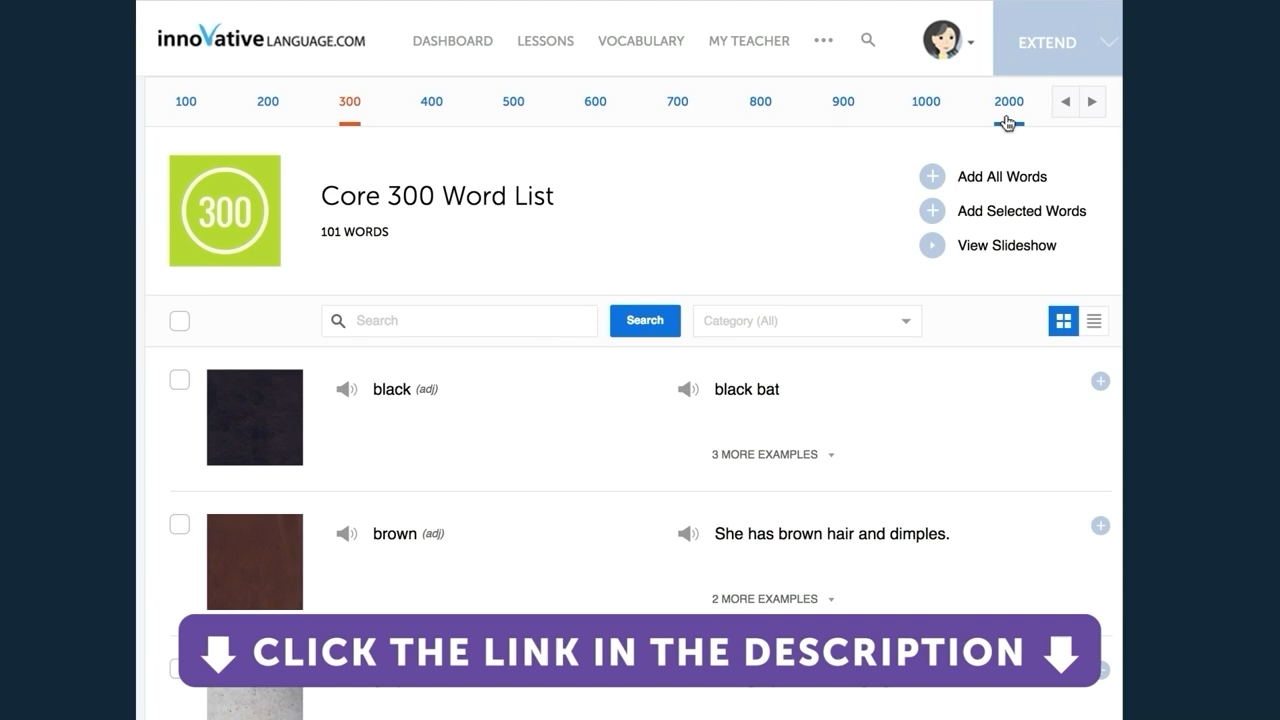 innoVative LANGUAGE.COM
DASHBOARD LESSONS VOCABULARY MY TEACHER ••• EXTEND
100 200 300 400 500 600 700 800 900 1000 2000
300
Core 300 Word List
101 WORDS
Add All Words
Add Selected Words
View Slideshow
Search Search Category (All)
black (adj) black bat
3 MORE EXAMPLES
brown (adj) She has brown hair and dimples.
2 MORE EXAMPLES
CLICK THE LINK IN THE DESCRIPTION